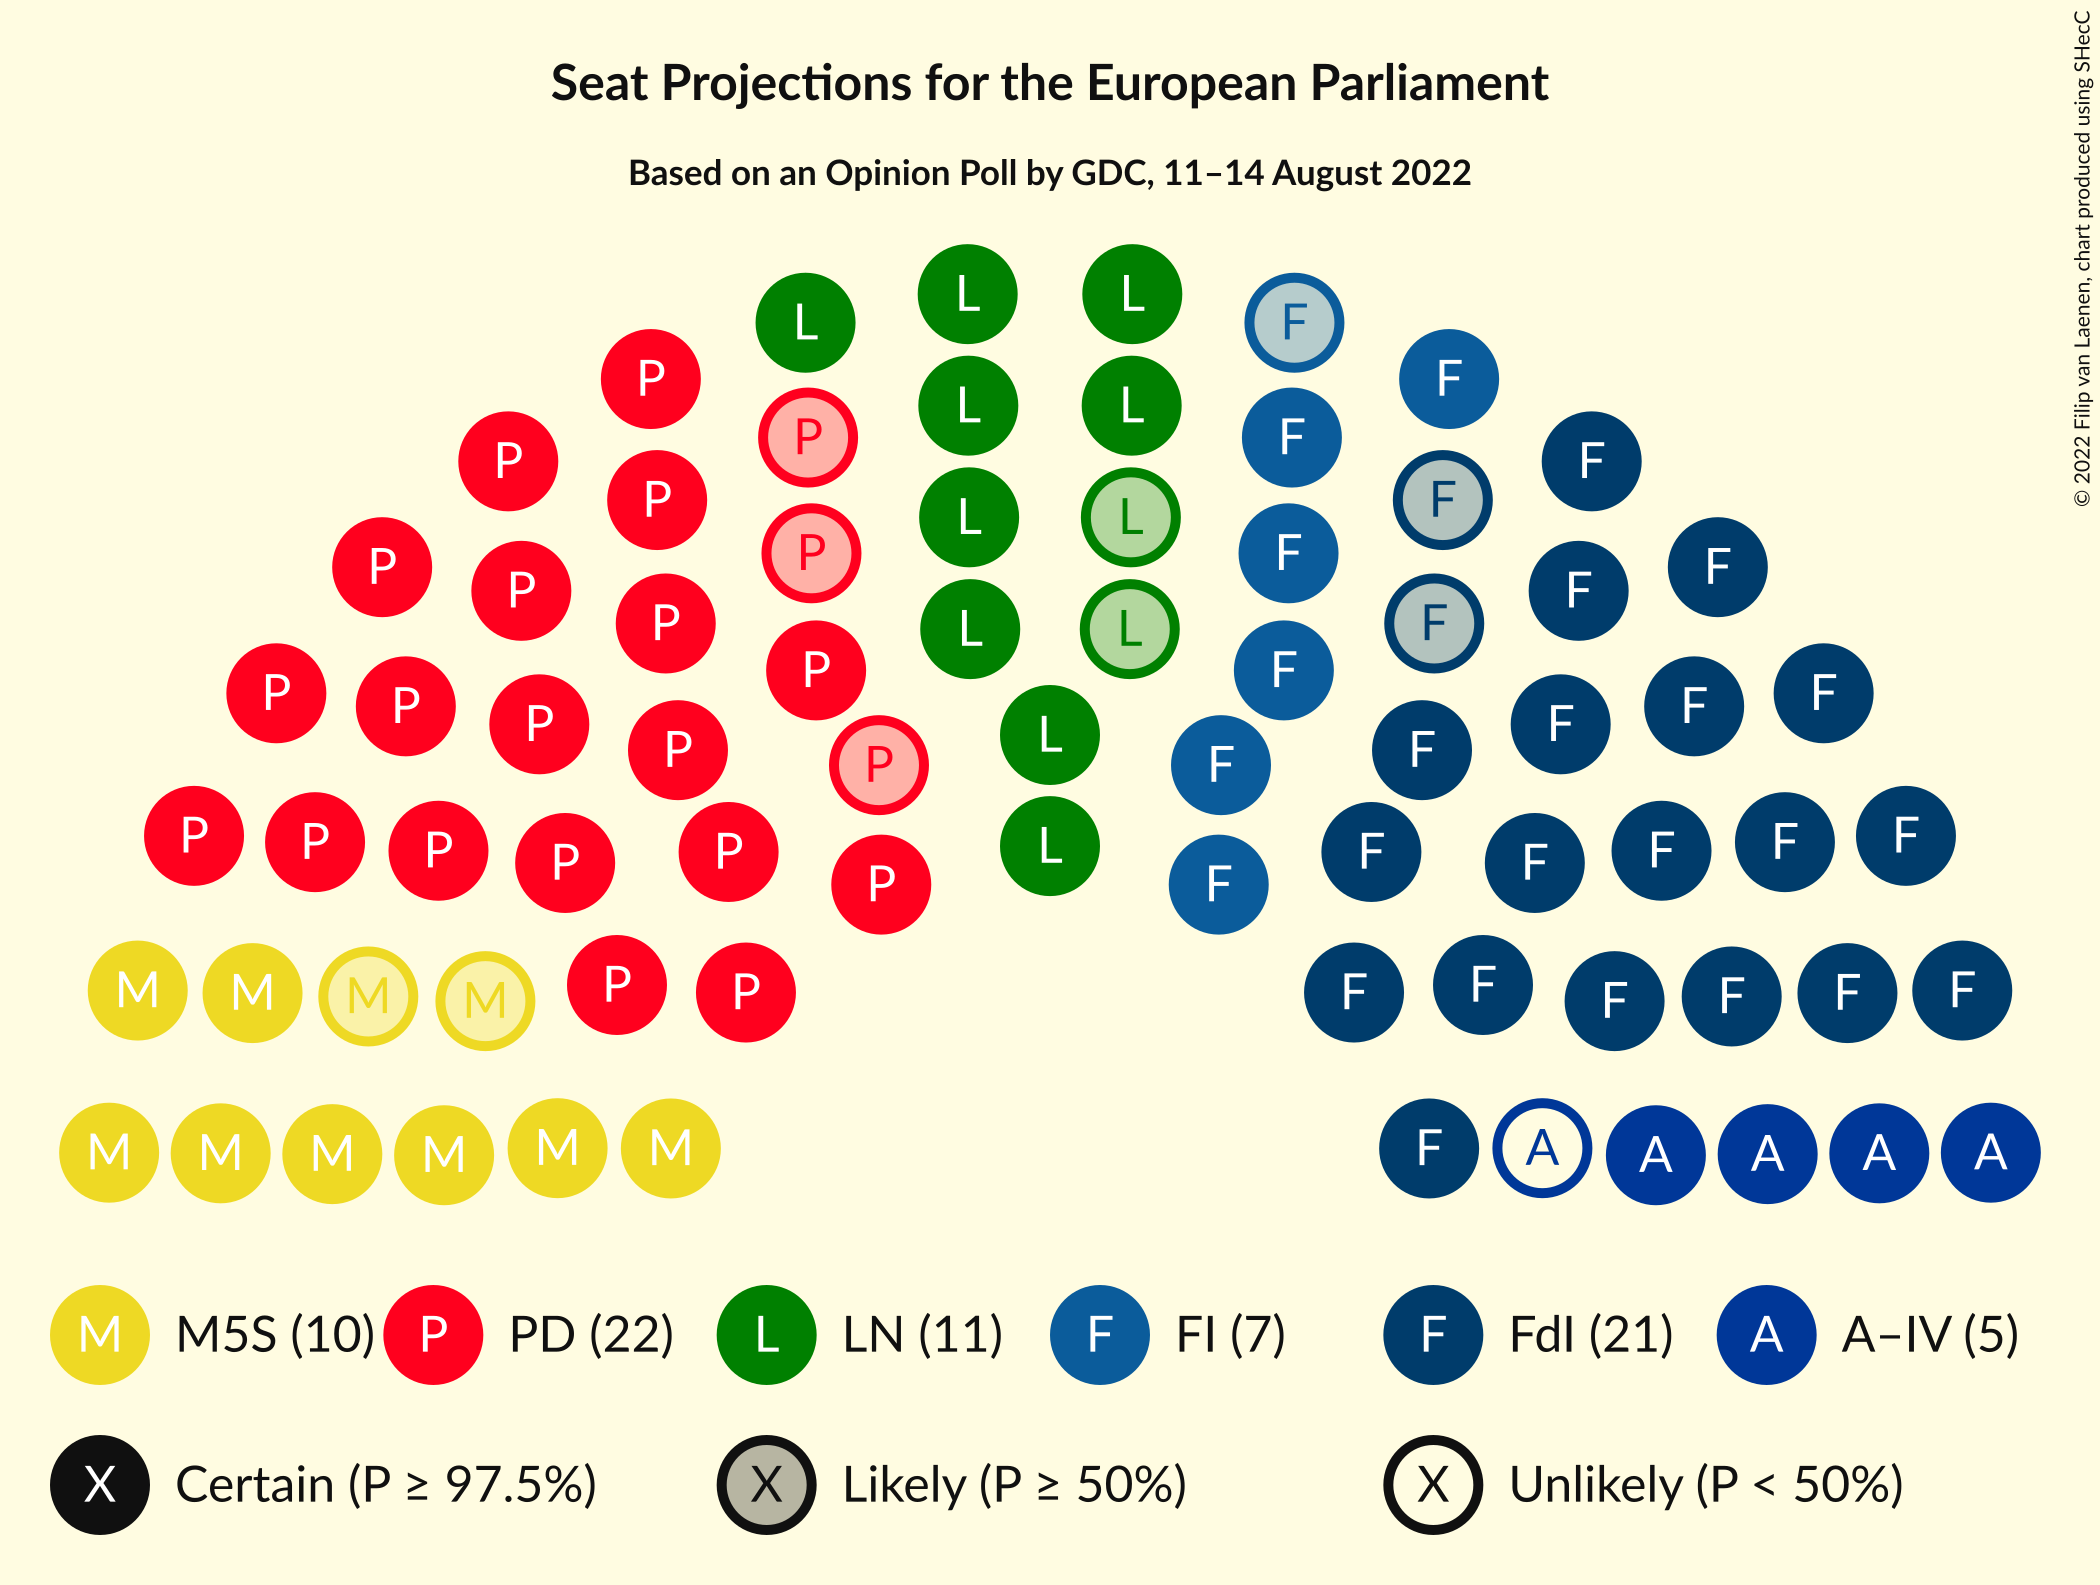 Seat Projections for the European Parliament
Based on an Opinion Poll by GDC, 11–14 August 2022
© 2022 Filip van Laenen, chart produced using SHecC
L L
L F
P F
L L
P F
P F
P F
P F
L L
P F
P F
P F
P F
L L
P F
P F
P F
P P F F
L
P F
P F
P P F F
P F
L
P P F F
P F
P F
M M F F
M M P P F F F F
M M M M M M F A A A A A
M M5S (10) P PD (22) L LN (11) F FI (7) F FdI (21) A A–IV (5)
X Certain (P ≥ 97.5%) X Likely (P ≥ 50%) X Unlikely (P < 50%)